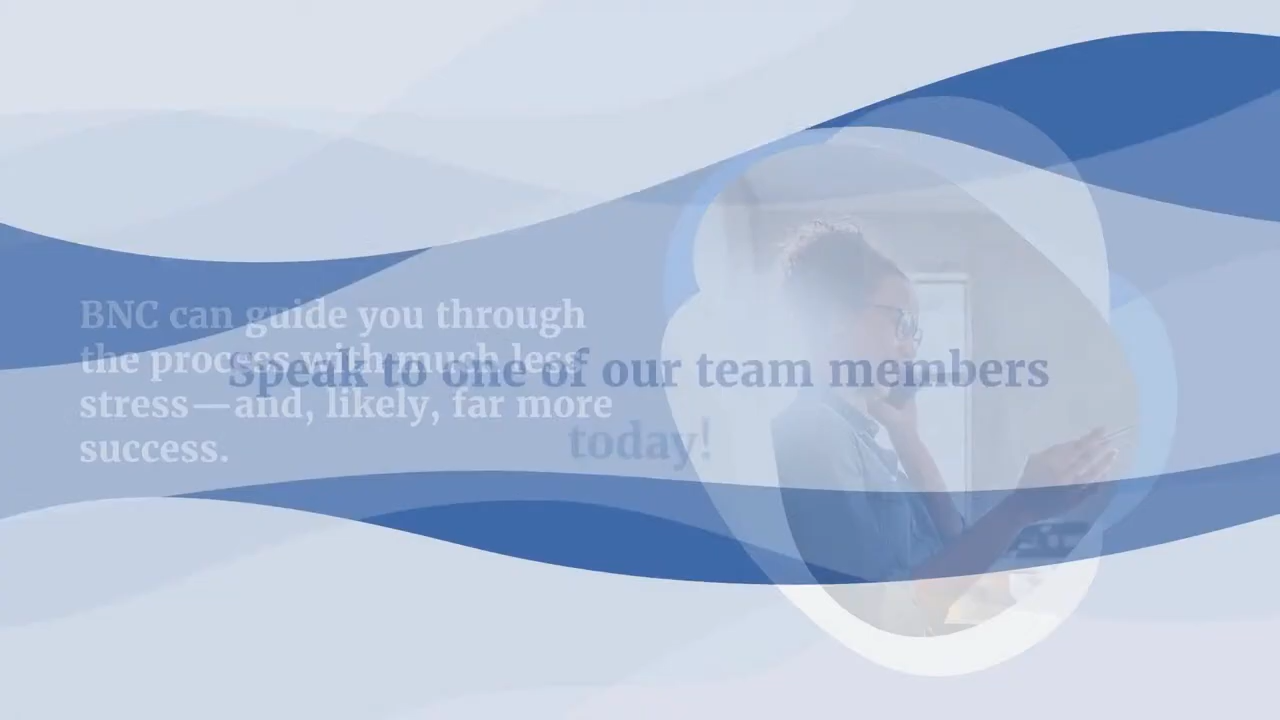 BNC can guide you through
the process with much less
stress—and, likely, far more
success.
Speak to one of our team members
today!